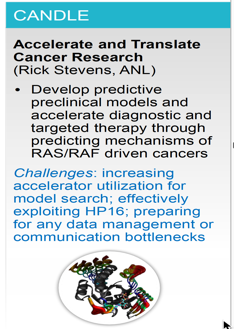 CANDLE
Accelerate and Translate
Cancer Research
(Rick Stevens, ANL)
• Develop predictive
preclinical models and
accelerate diagnostic and
targeted therapy through
predicting mechanisms of
RAS/RAF driven cancers
Challenges: increasing
accelerator utilization for
model search; effectively
exploiting HP16; preparing
for any data management or
communication bottlenecks